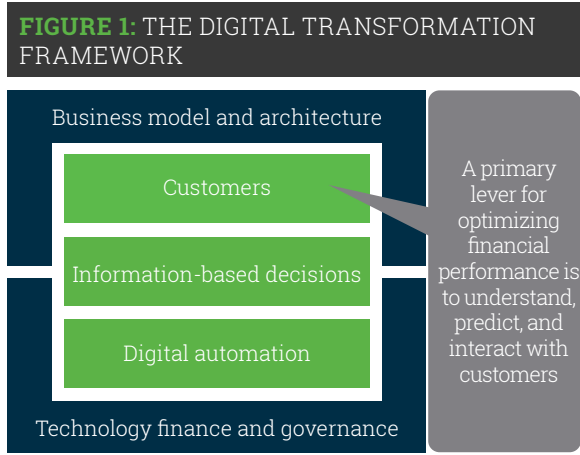 FIGURE 1: THE DIGITAL TRANSFORMATION
FRAMEWORK
Business model and architecture
Customers
Information-based decisions
Digital automation
Technology finance and governance
A primary
lever for
optimizing
financial
performance is
to understand,
predict, and
interact with
customers